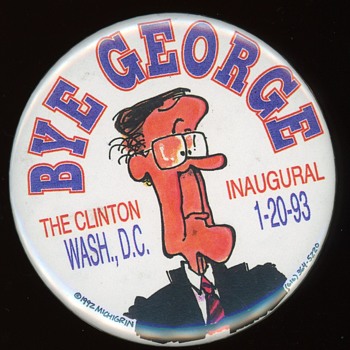 BYE GEORGE
THE CLINTON INAUGURAL
WASH., D.C. 1-20-93
©1992 MICHIGRIN